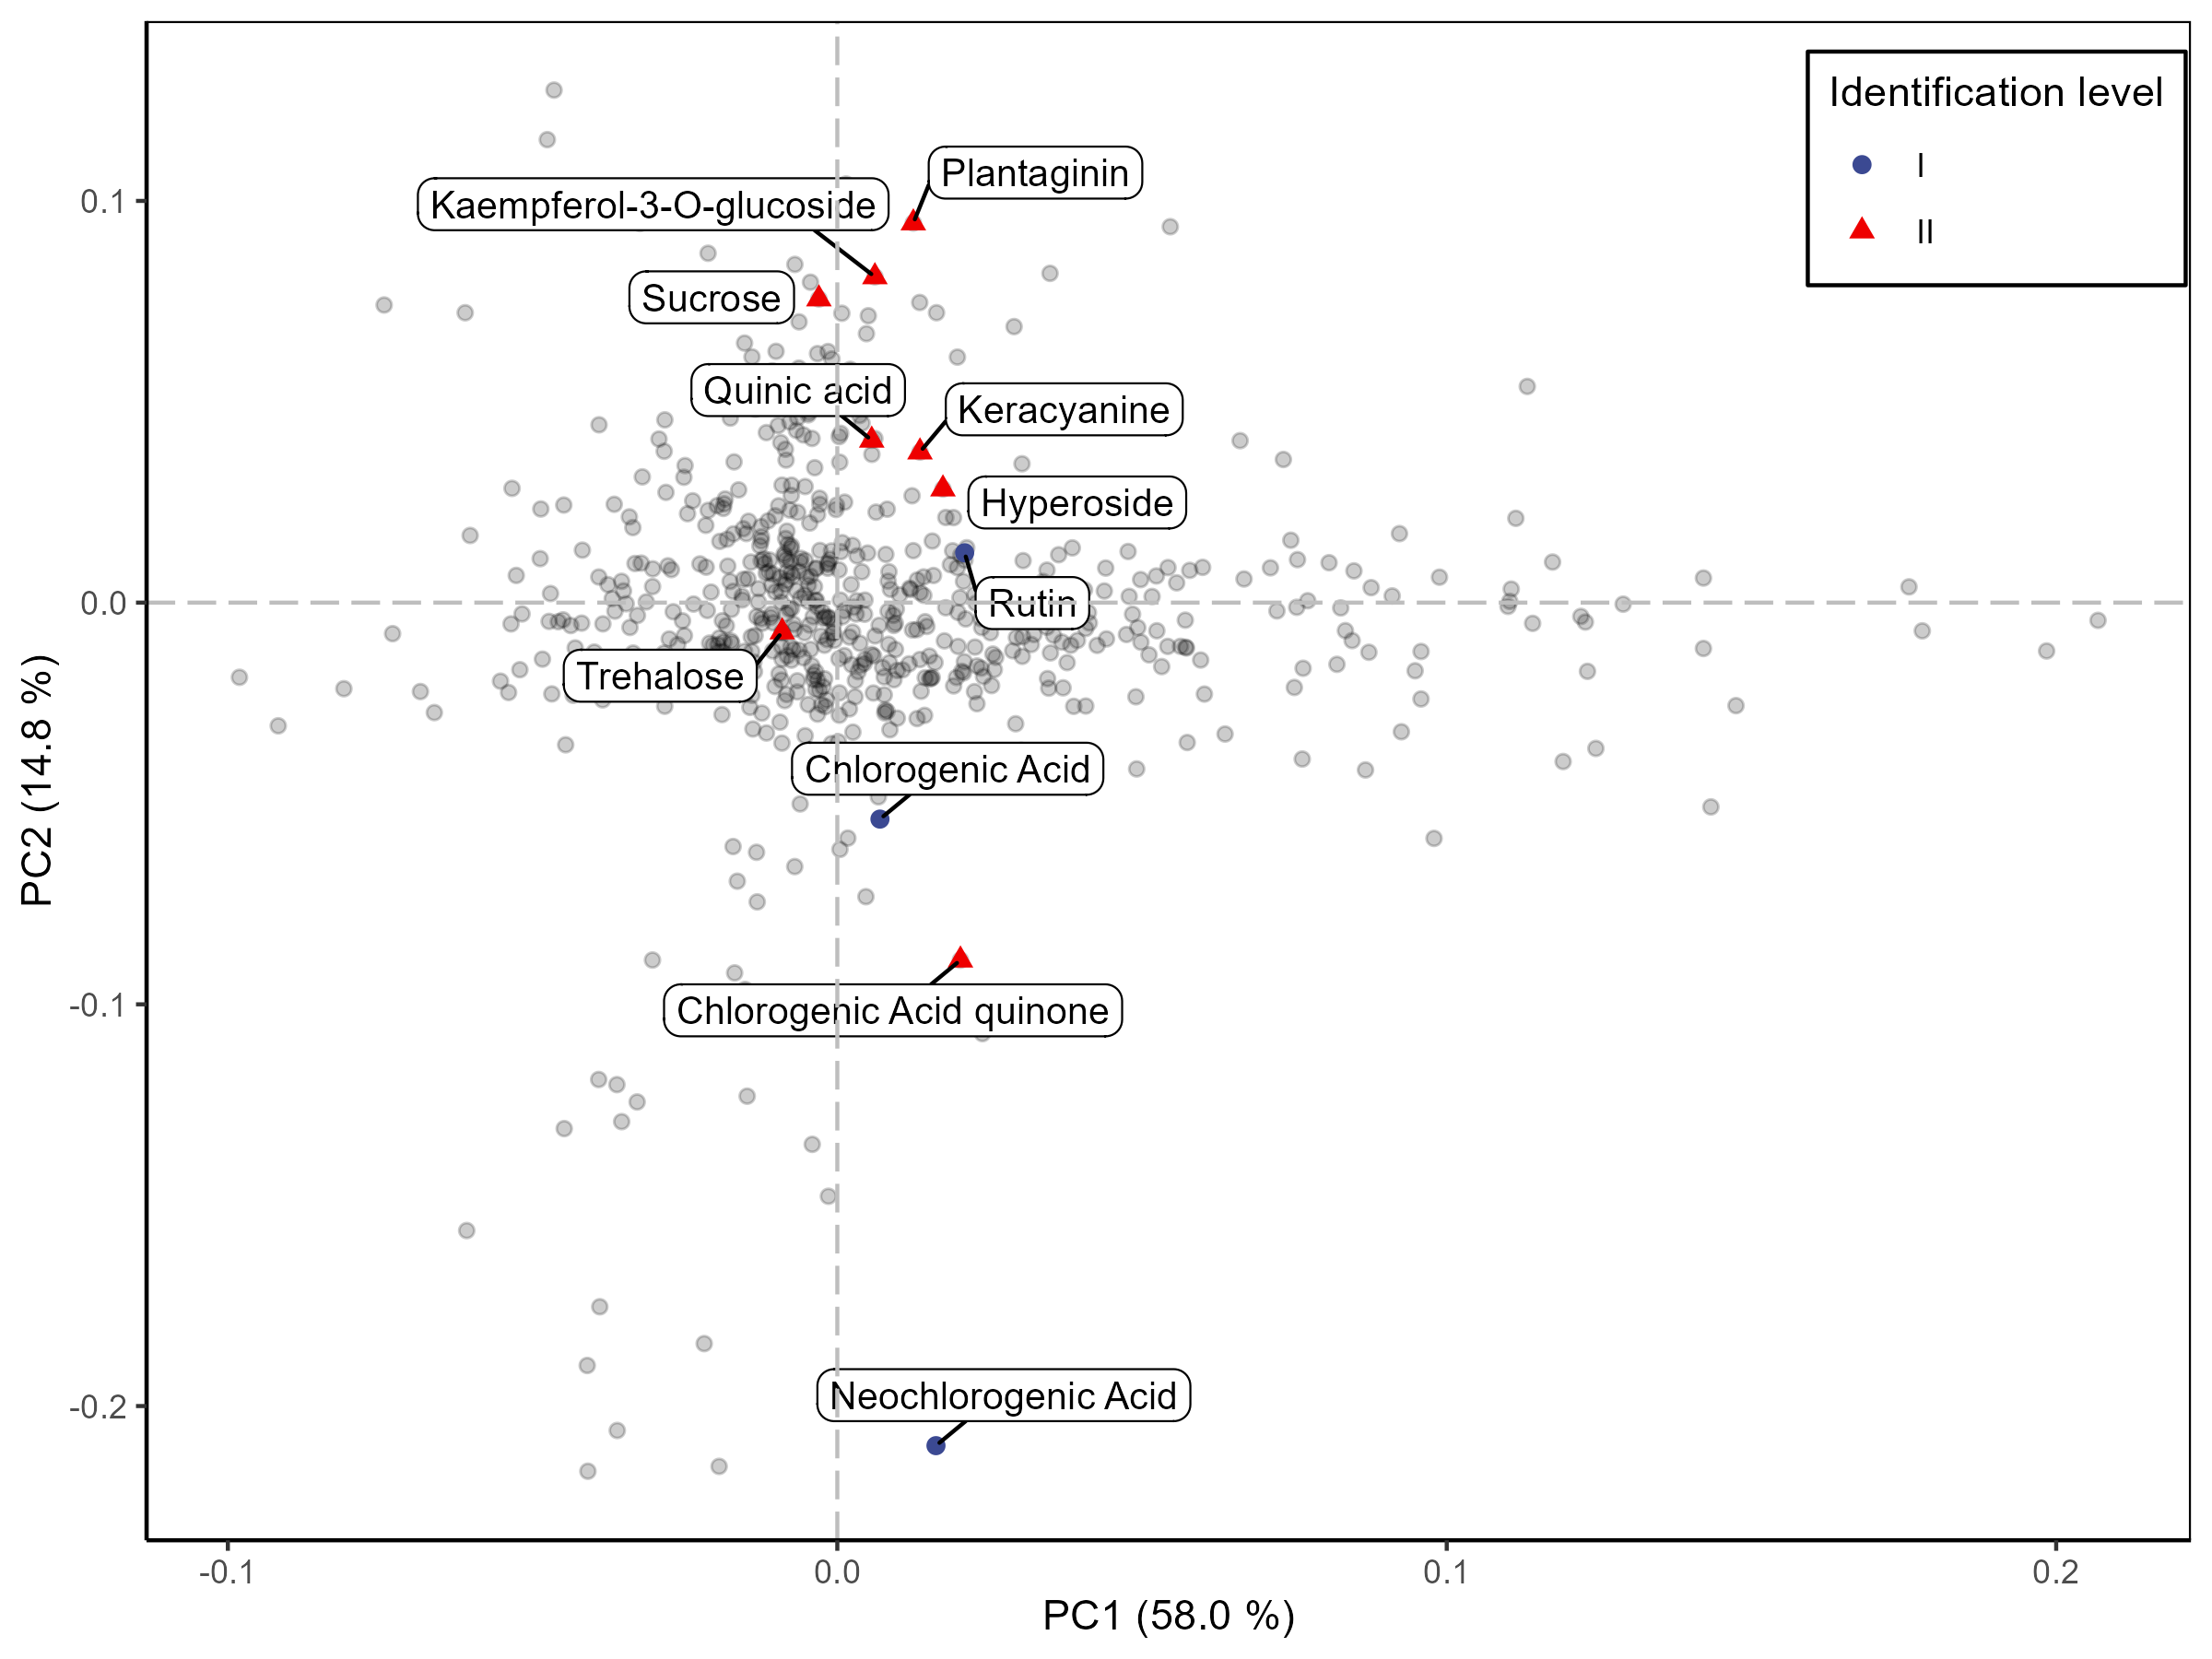 Identification level
I
II
Plantaginin
Kaempferol-3-O-glucoside
Sucrose
Quinic acid
Keracyanine
Hyperoside
Rutin
Trehalose
Chlorogenic Acid
Chlorogenic Acid quinone
Neochlorogenic Acid
0.1
0.0
-0.1
-0.2
PC2 (14.8 %)
-0.1
0.0
0.1
0.2
PC1 (58.0 %)